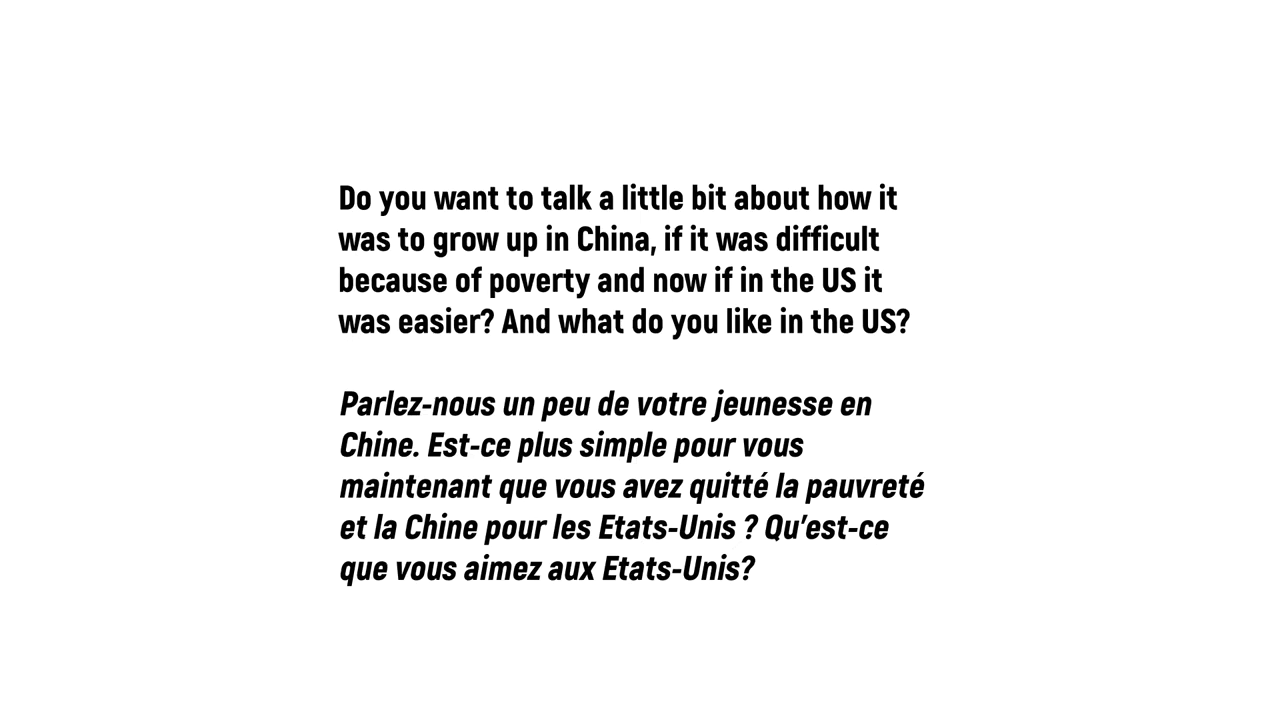 Do you want to talk a little bit about how it
was to grow up in China, if it was difficult
because of poverty and now if in the US it
was easier? And what do you like in the US?
Parlez-nous un peu de votre jeunesse en
Chine. Est-ce plus simple pour vous
maintenant que vous avez quitté la pauvreté
et la Chine pour les Etats-Unis ? Qu’est-ce
que vous aimez aux Etats-Unis?